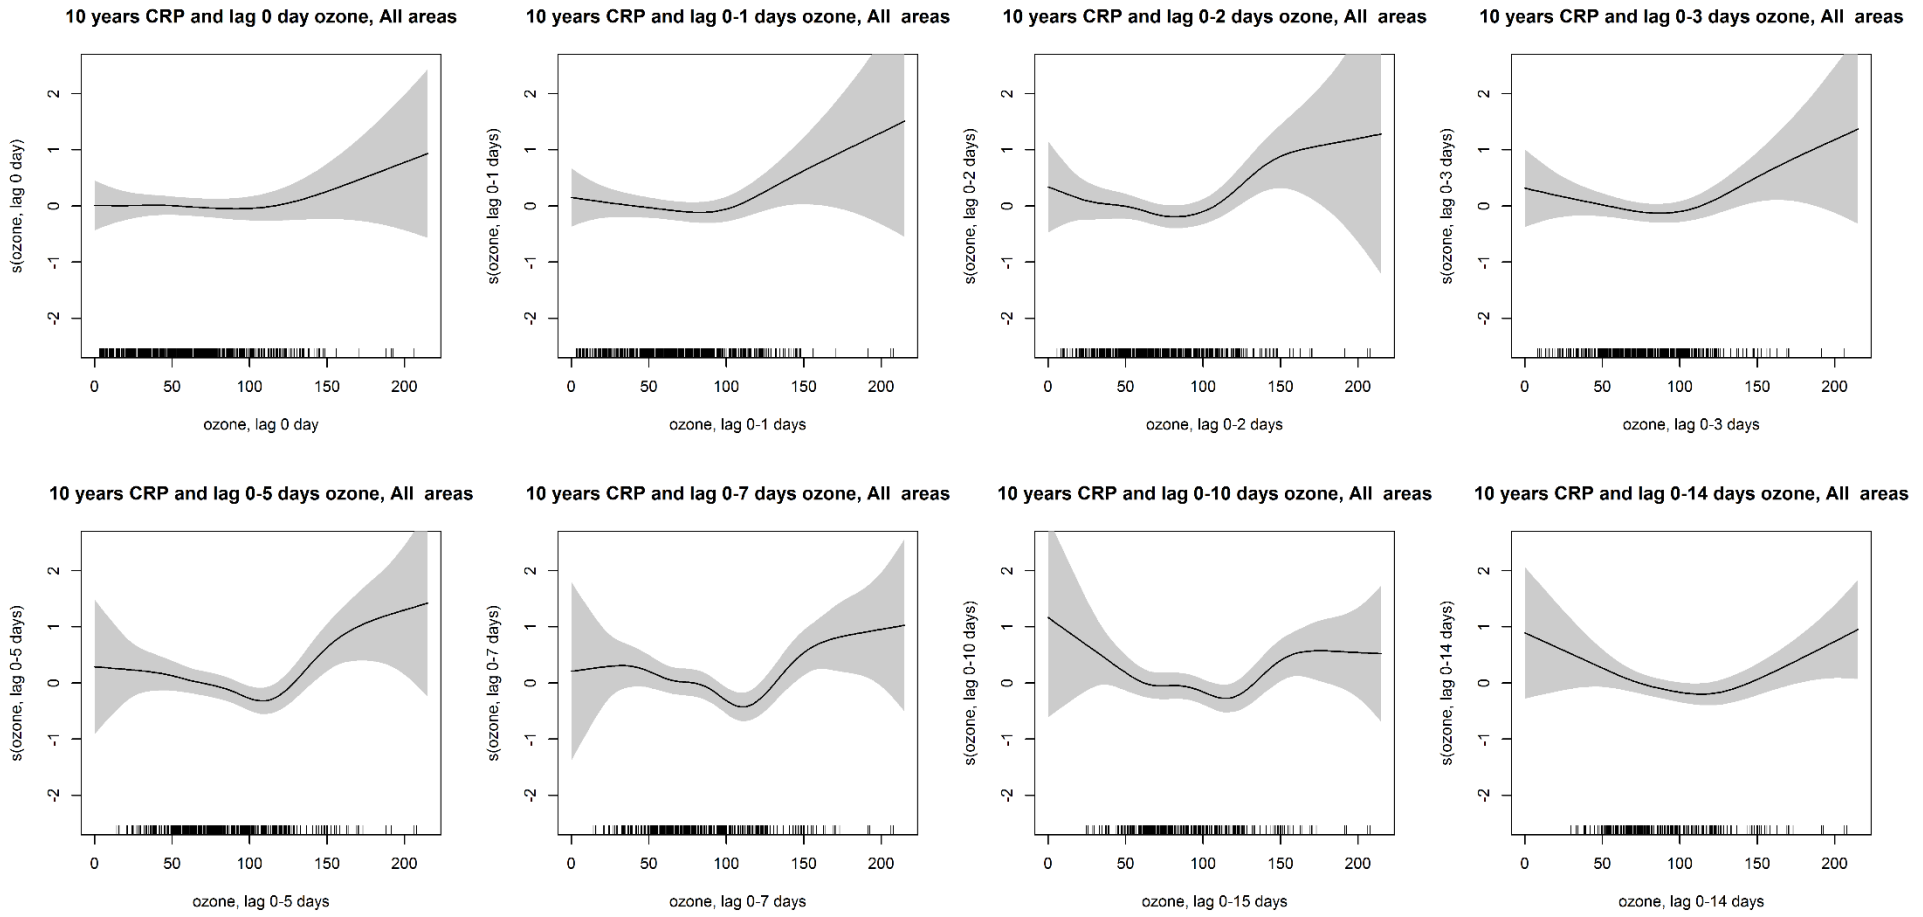 10 years CRP and lag 0 day ozone, All areas
s(ozone, lag 0 day)
2
1
0
-1
-2
0 50 100 150 200
ozone, lag 0 day
10 years CRP and lag 0-1 days ozone, All areas
s(ozone, lag 0-1 days)
2
1
0
-1
-2
0 50 100 150 200
ozone, lag 0-1 days
10 years CRP and lag 0-2 days ozone, All areas
s(ozone, lag 0-2 days)
2
1
0
-1
-2
0 50 100 150 200
ozone, lag 0-2 days
10 years CRP and lag 0-3 days ozone, All areas
s(ozone, lag 0-3 days)
2
1
0
-1
-2
0 50 100 150 200
ozone, lag 0-3 days
10 years CRP and lag 0-5 days ozone, All areas
s(ozone, lag 0-5 days)
2
1
0
-1
-2
0 50 100 150 200
ozone, lag 0-5 days
10 years CRP and lag 0-7 days ozone, All areas
s(ozone, lag 0-7 days)
2
1
0
-1
-2
0 50 100 150 200
ozone, lag 0-7 days
10 years CRP and lag 0-10 days ozone, All areas
s(ozone, lag 0-10 days)
2
1
0
-1
-2
0 50 100 150 200
ozone, lag 0-15 days
10 years CRP and lag 0-14 days ozone, All areas
s(ozone, lag 0-14 days)
2
1
0
-1
-2
0 50 100 150 200
ozone, lag 0-14 days